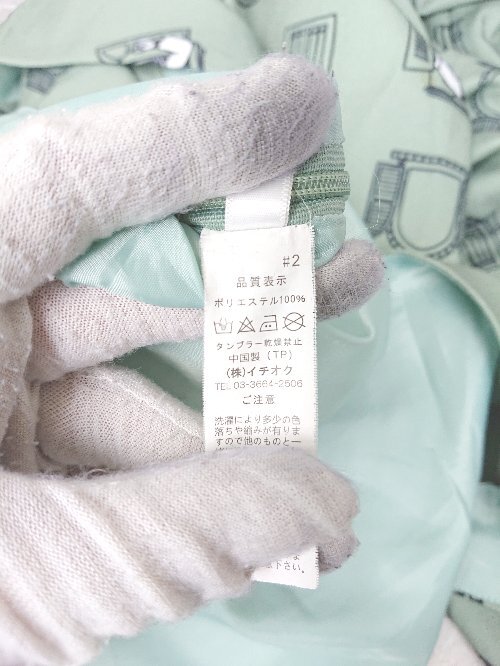 #2
品質表示
ポリエステル100%
タンブラー乾燥禁止
中国製(TP)
(株)イチオク
TEL.03-3664-2506
ご注意
洗濯により多少の色
落ちや縮みが有りま
すので他のものと一
下さい。